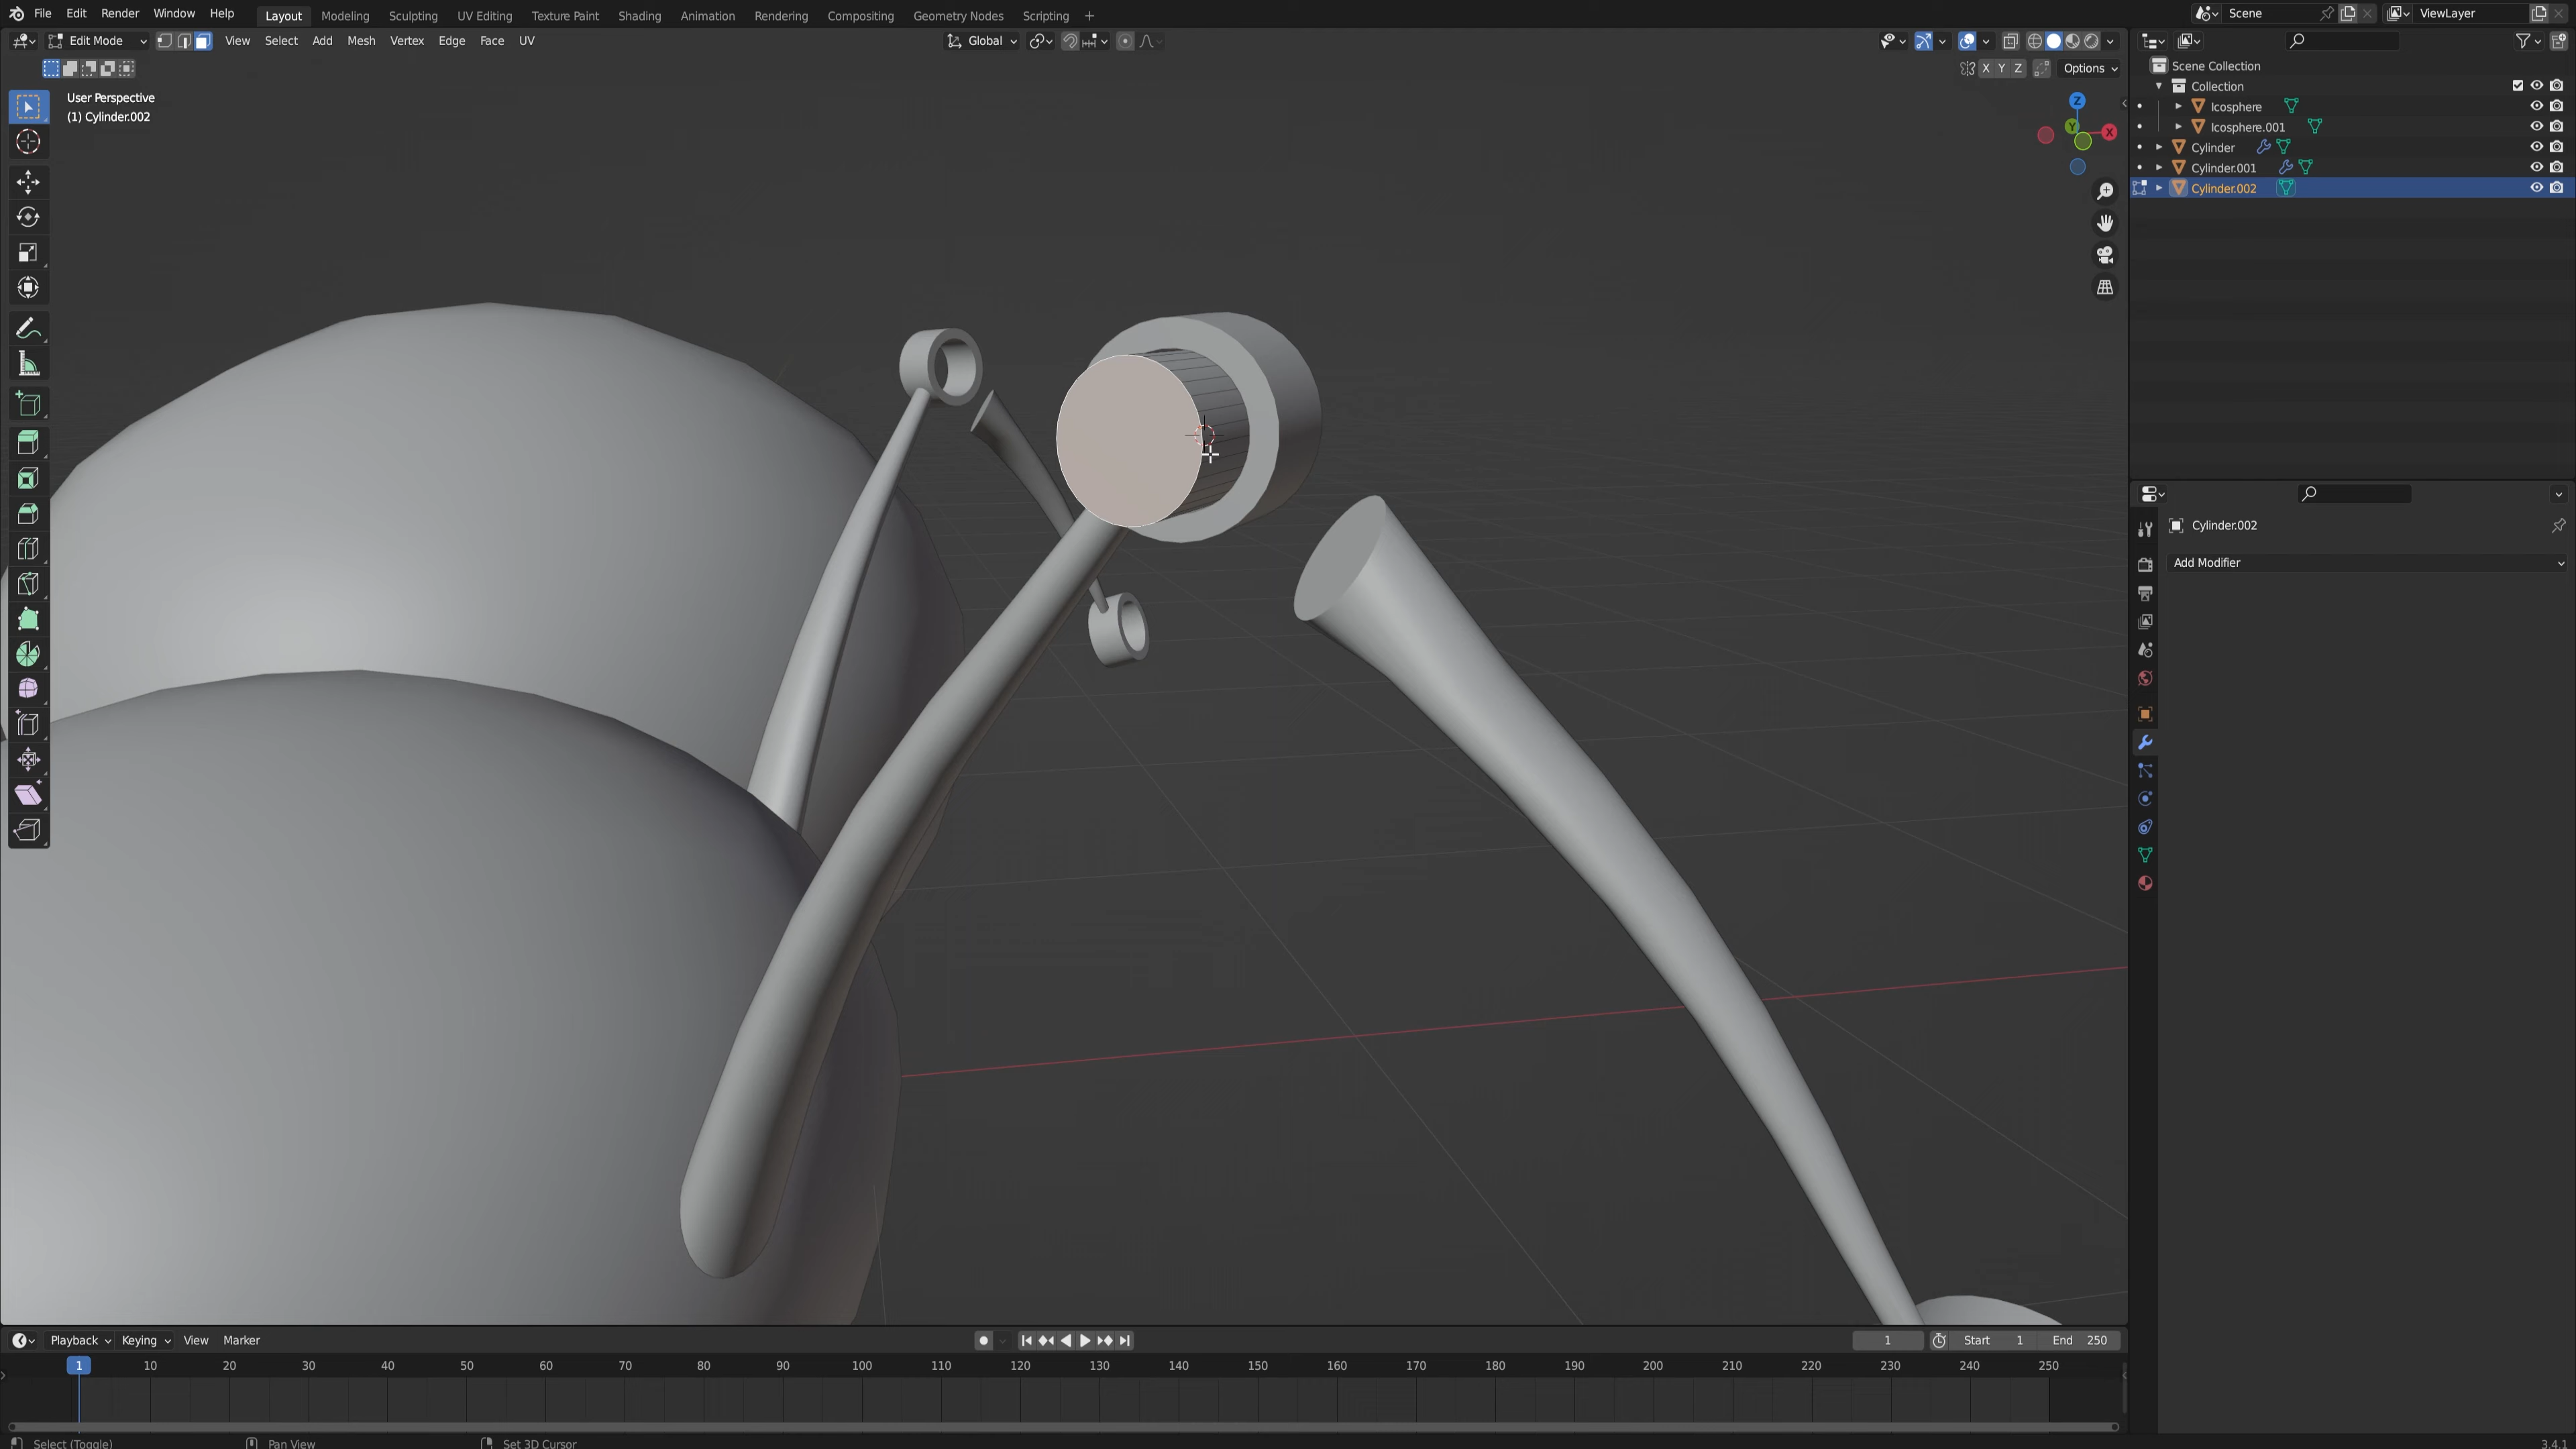 File Edit Render Window Help Layout Modeling Sculpting UV Editing Texture Paint Shading Animation Rendering Compositing Geometry Nodes Scripting + Scene ViewLayer
Edit Mode View Select Add Mesh Vertex Edge Face UV Global
X Y Z Options
User Perspective
(1) Cylinder.002
Z
Y
X
Scene Collection
Collection
Icosphere
Icosphere.001
Cylinder
Cylinder.001
Cylinder.002
Cylinder.002
Add Modifier
Playback Keying View Marker 1 Start 1 End 250
1 10 20 30 40 50 60 70 80 90 100 110 120 130 140 150 160 170 180 190 200 210 220 230 240 250
Select (Toggle) Pan View Set 3D Cursor 3.4.1